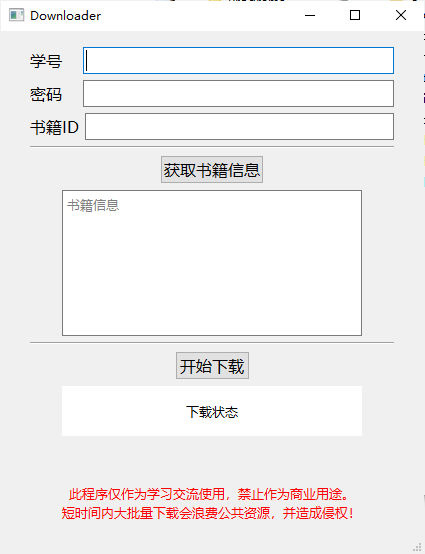 Downloader
学号
密码
书籍ID
获取书籍信息
书籍信息
开始下载
下载状态
此程序仅作为学习交流使用，禁止作为商业用途。
短时间内大批量下载会浪费公共资源，并造成侵权！